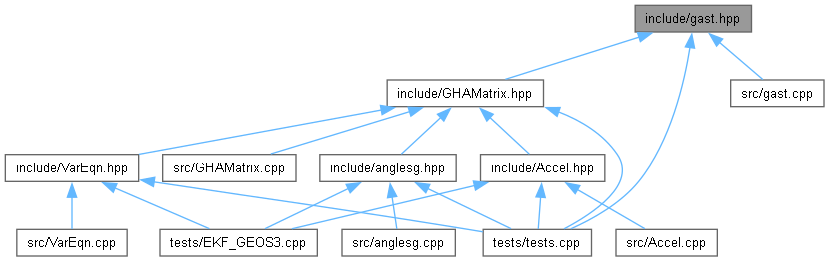 include/gast.hpp
include/GHAMatrix.hpp
src/gast.cpp
include/VarEqn.hpp
src/GHAMatrix.cpp
include/anglesg.hpp
include/Accel.hpp
src/VarEqn.cpp
tests/EKF_GEOS3.cpp
src/anglesg.cpp
tests/tests.cpp
src/Accel.cpp